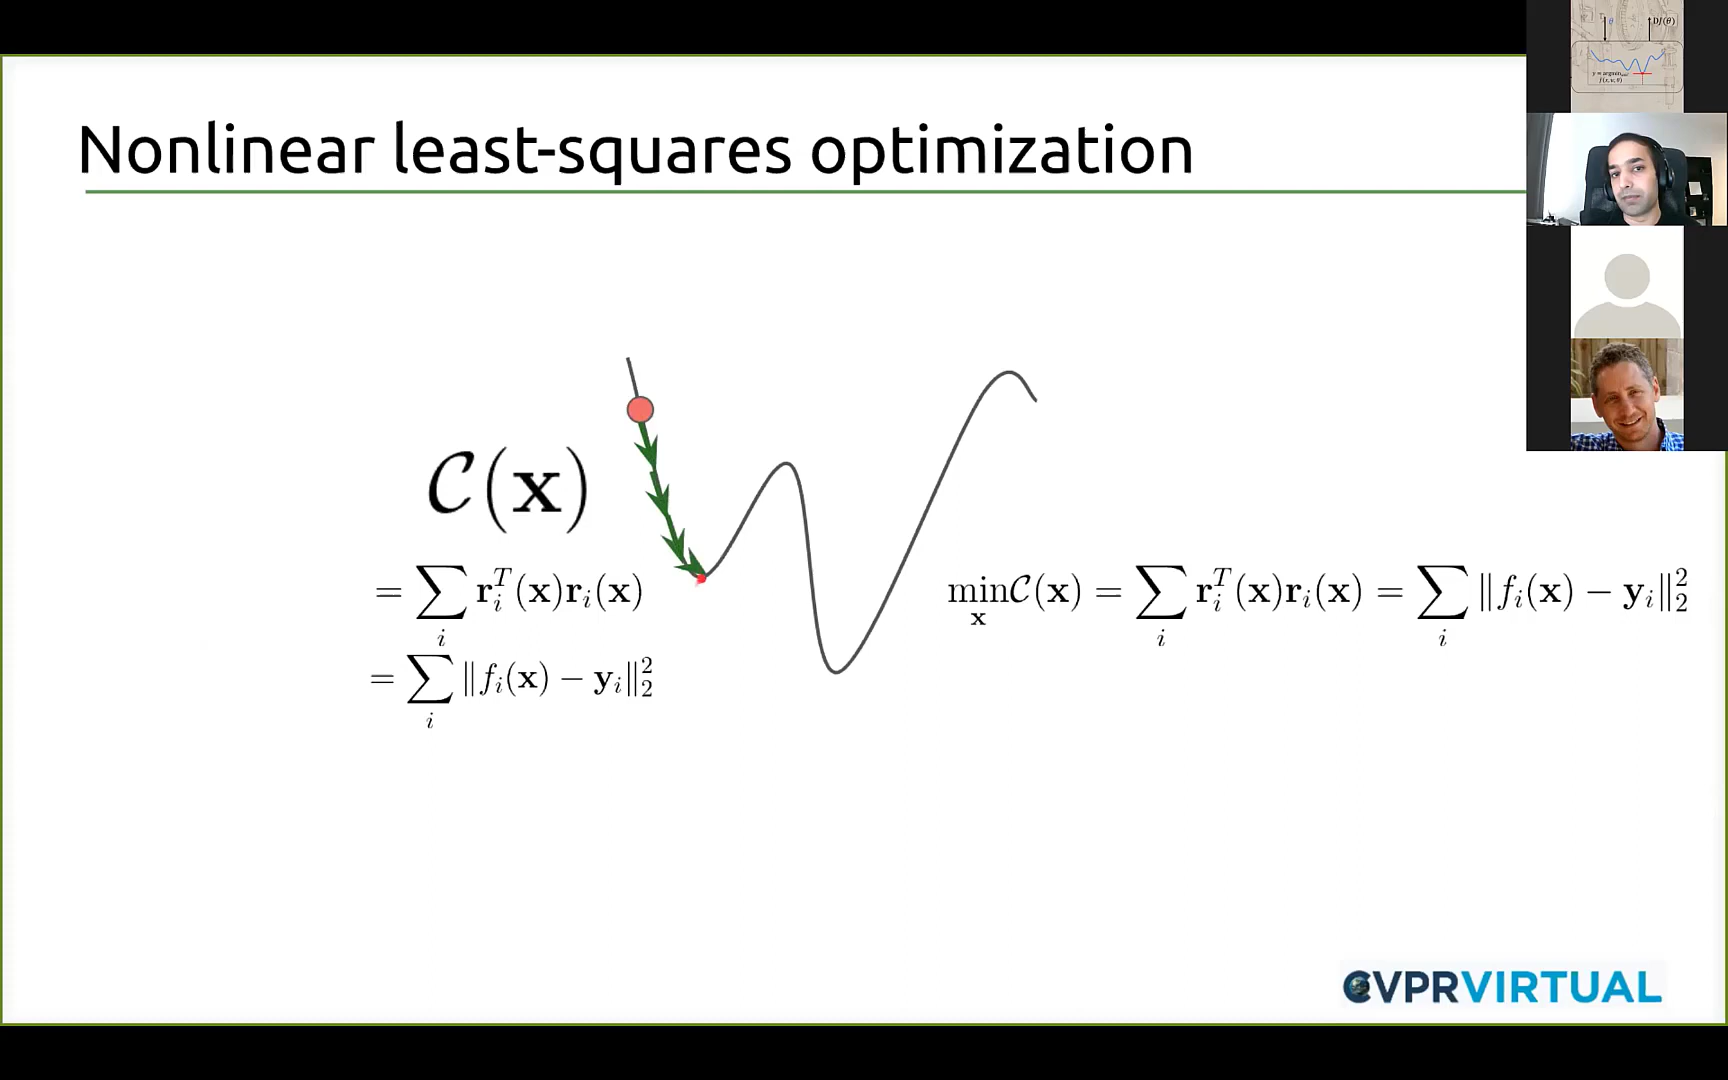 Nonlinear least-squares optimization
C(x)
= ∑_i r_i^T(x)r_i(x)
= ∑_i ‖f_i(x) − y_i‖_2^2
min_x C(x) = ∑_i r_i^T(x)r_i(x) = ∑_i ‖f_i(x) − y_i‖_2^2
CVPRVIRTUAL
θ
Df(θ)